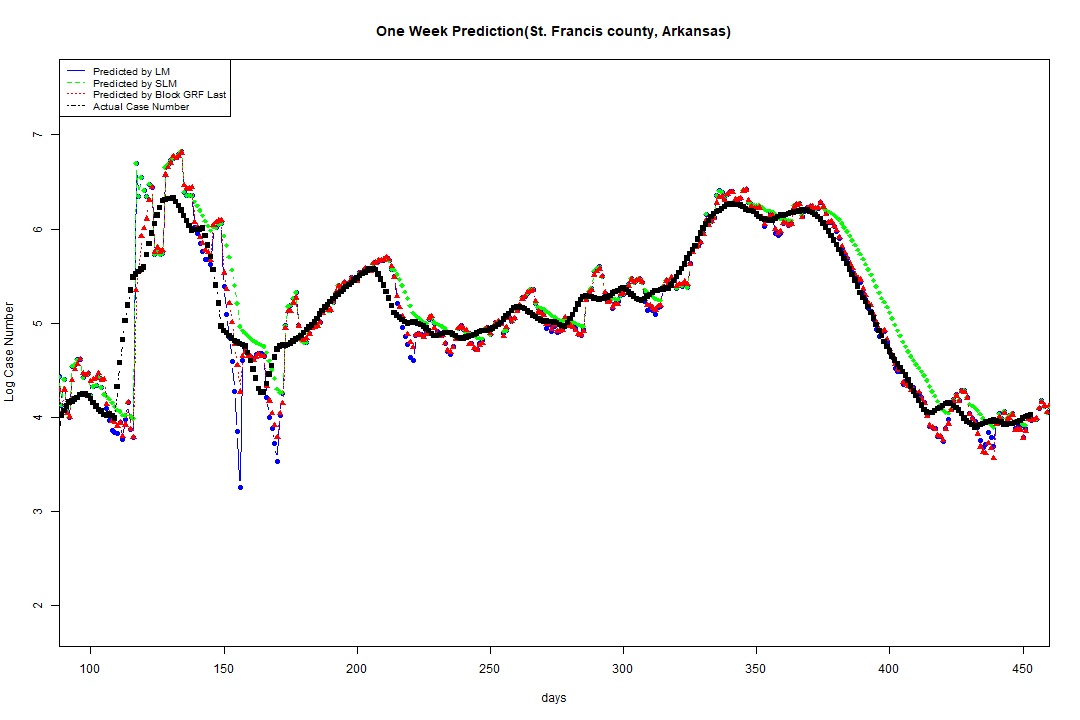 One Week Prediction(St. Francis county, Arkansas)
Predicted by LM
Predicted by SLM
Predicted by Block GRF Last
Actual Case Number
7
6
5
4
3
2
Log Case Number
100 150 200 250 300 350 400 450
days